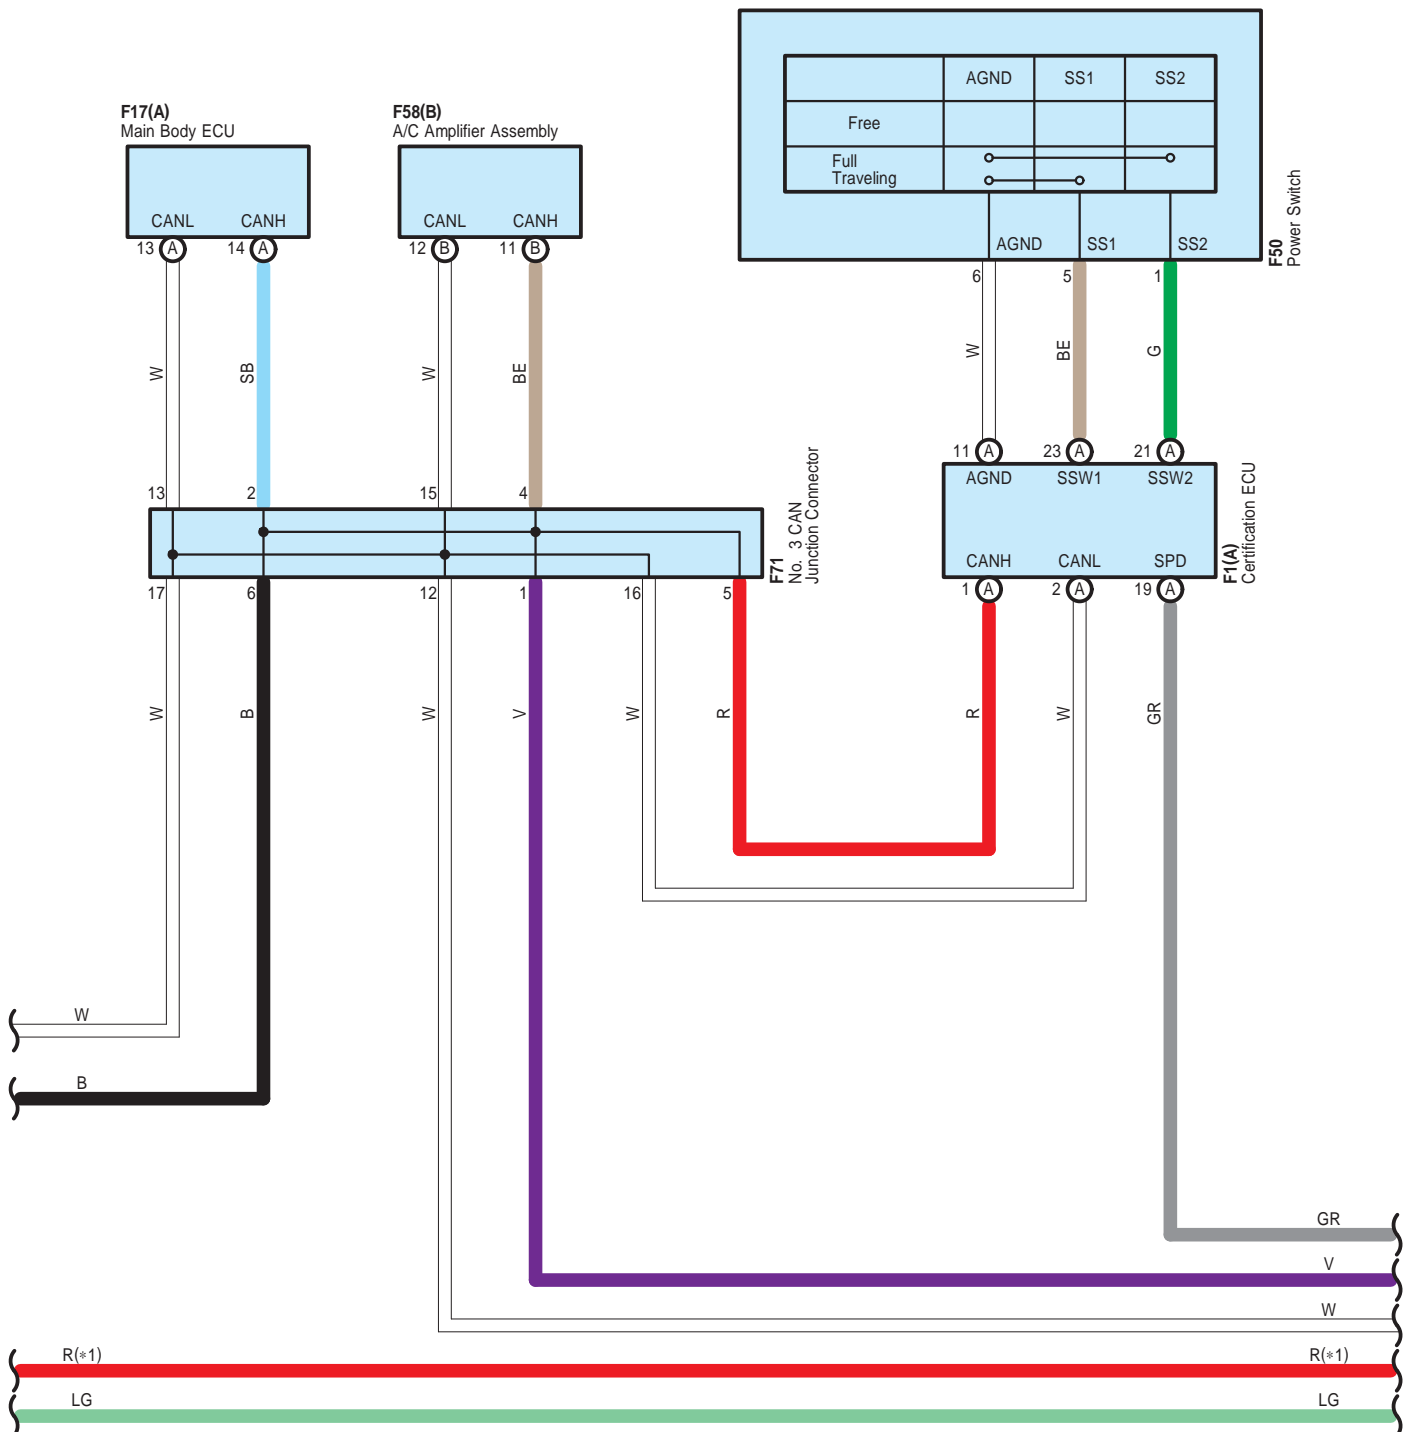 AGND SS1 SS2
Free
Full
Traveling
AGND SS1 SS2
F50
Power Switch
F17(A)
Main Body ECU
CANL CANH
13 A 14 A
F58(B)
A/C Amplifier Assembly
CANL CANH
12 B 11 B
6 5 1
W SB W BE W BE G
11 A 23 A 21 A
AGND SSW1 SSW2
CANH CANL SPD
F1(A)
Certification ECU
1 A 2 A 19 A
13 2 15 4
F71
No. 3 CAN
Junction Connector
17 6 12 1 16 5
W B W V W R R W GR
W
B
GR
V
W
R(*1) R(*1)
LG LG